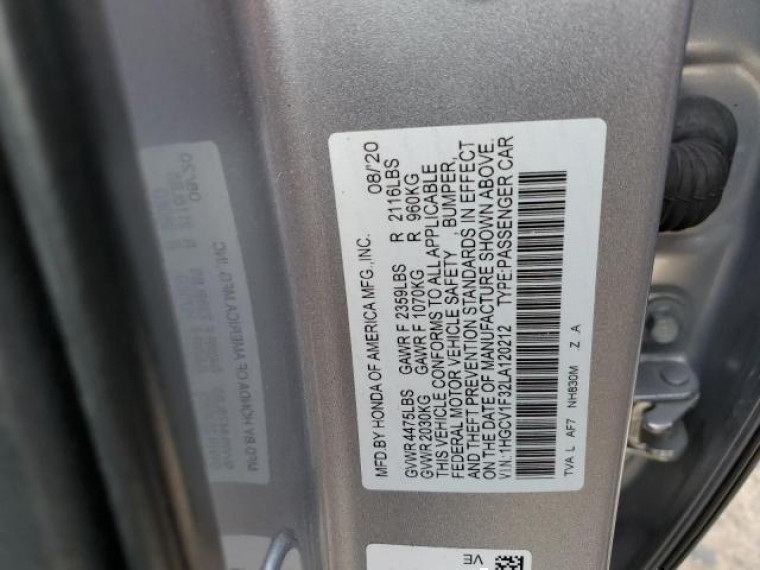 MFD.BY HONDA OF AMERICA MFG.,INC. 08/'20
GVWR 4475LBS GAWR F 2359LBS R 2116LBS
GVWR 2030KG GAWR F 1070KG R 960KG
THIS VEHICLE CONFORMS TO ALL APPLICABLE
FEDERAL MOTOR VEHICLE SAFETY, BUMPER,
AND THEFT PREVENTION STANDARDS IN EFFECT
ON THE DATE OF MANUFACTURE SHOWN ABOVE.
V.I.N.:1HGCV1F32LA120212 TYPE:PASSENGER CAR
TVA L AF7 NH830M Z A
VE